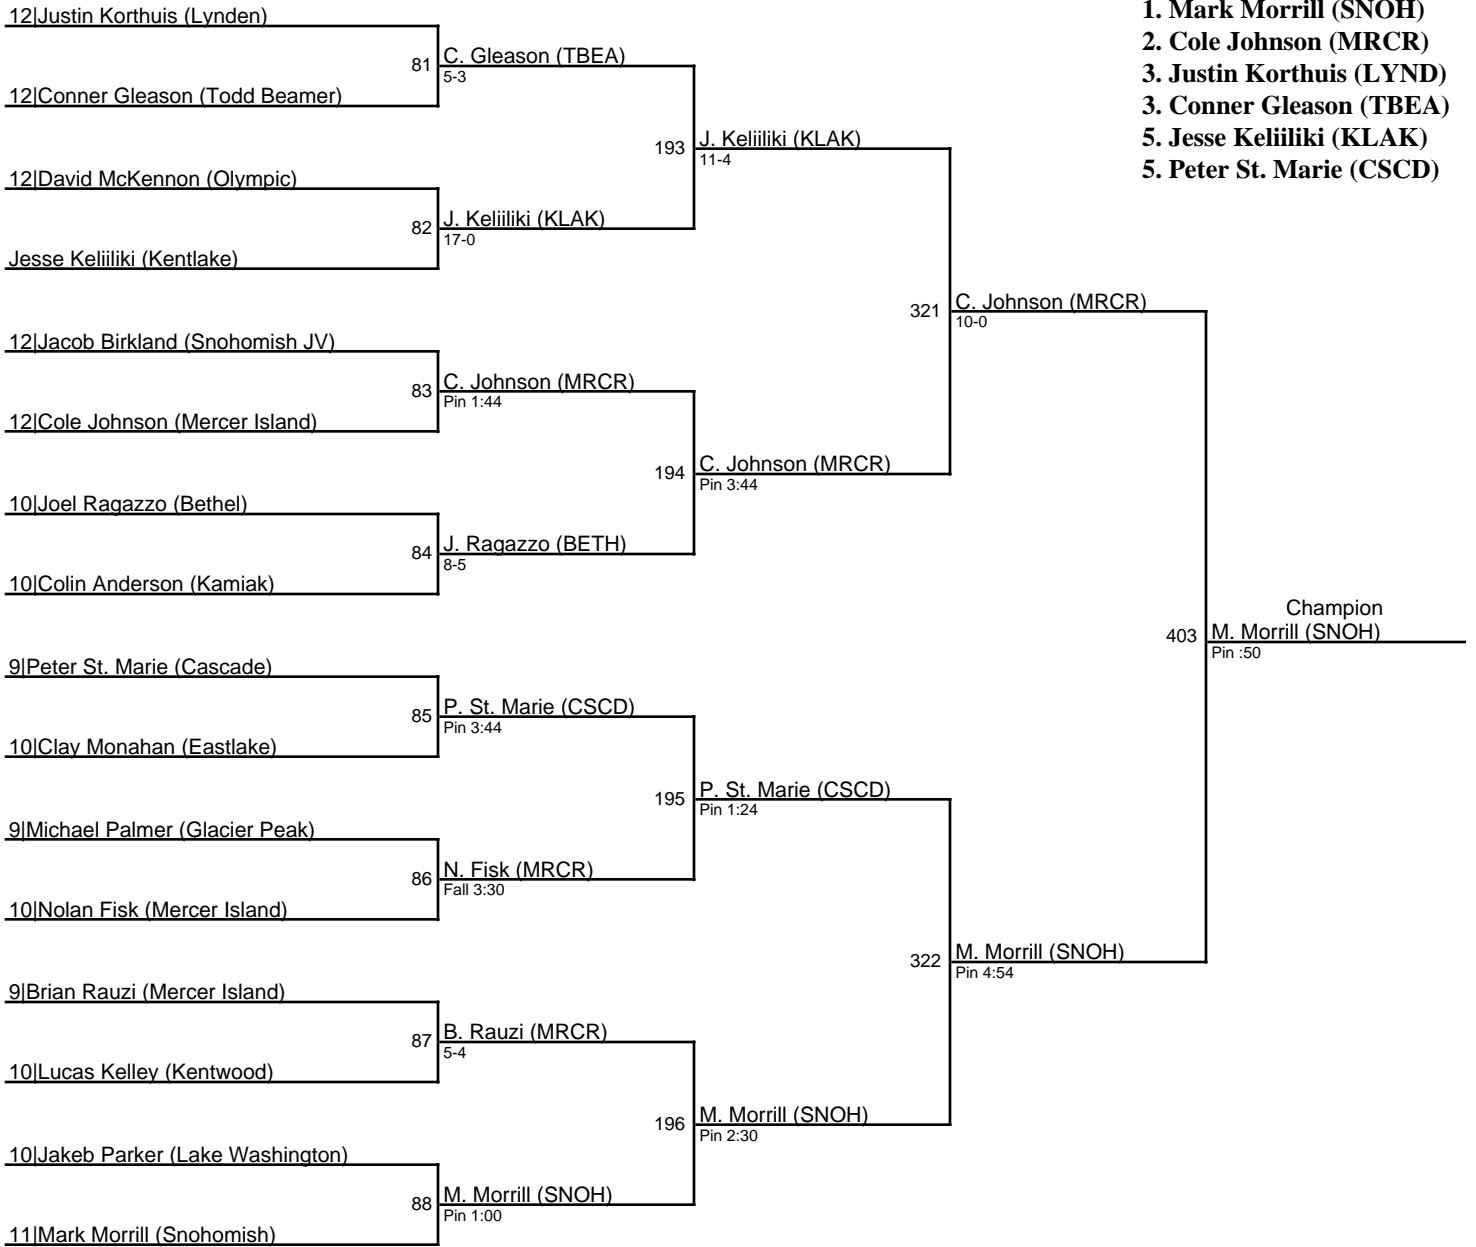 12|Justin Korthuis (Lynden)
1. Mark Morrill (SNOH)
2. Cole Johnson (MRCR)
3. Justin Korthuis (LYND)
3. Conner Gleason (TBEA)
5. Jesse Keliiliki (KLAK)
5. Peter St. Marie (CSCD)
81 C. Gleason (TBEA)
5-3
12|Conner Gleason (Todd Beamer)
193 J. Keliiliki (KLAK)
11-4
12|David McKennon (Olympic)
82 J. Keliiliki (KLAK)
17-0
Jesse Keliiliki (Kentlake)
321 C. Johnson (MRCR)
10-0
12|Jacob Birkland (Snohomish JV)
83 C. Johnson (MRCR)
Pin 1:44
12|Cole Johnson (Mercer Island)
194 C. Johnson (MRCR)
Pin 3:44
10|Joel Ragazzo (Bethel)
84 J. Ragazzo (BETH)
8-5
10|Colin Anderson (Kamiak)
Champion
403 M. Morrill (SNOH)
Pin :50
9|Peter St. Marie (Cascade)
85 P. St. Marie (CSCD)
Pin 3:44
10|Clay Monahan (Eastlake)
195 P. St. Marie (CSCD)
Pin 1:24
9|Michael Palmer (Glacier Peak)
86 N. Fisk (MRCR)
Fall 3:30
10|Nolan Fisk (Mercer Island)
322 M. Morrill (SNOH)
Pin 4:54
9|Brian Rauzi (Mercer Island)
87 B. Rauzi (MRCR)
5-4
10|Lucas Kelley (Kentwood)
196 M. Morrill (SNOH)
Pin 2:30
10|Jakeb Parker (Lake Washington)
88 M. Morrill (SNOH)
Pin 1:00
11|Mark Morrill (Snohomish)